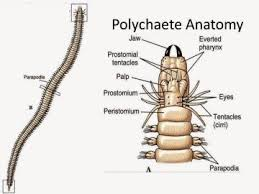 Polychaete Anatomy
Jaw
Everted
pharynx
Prostomial
tentacles
Palp
Prostomium
Eyes
Peristomium
Tentacles
(cirri)
Parapodia
Parapodia
A